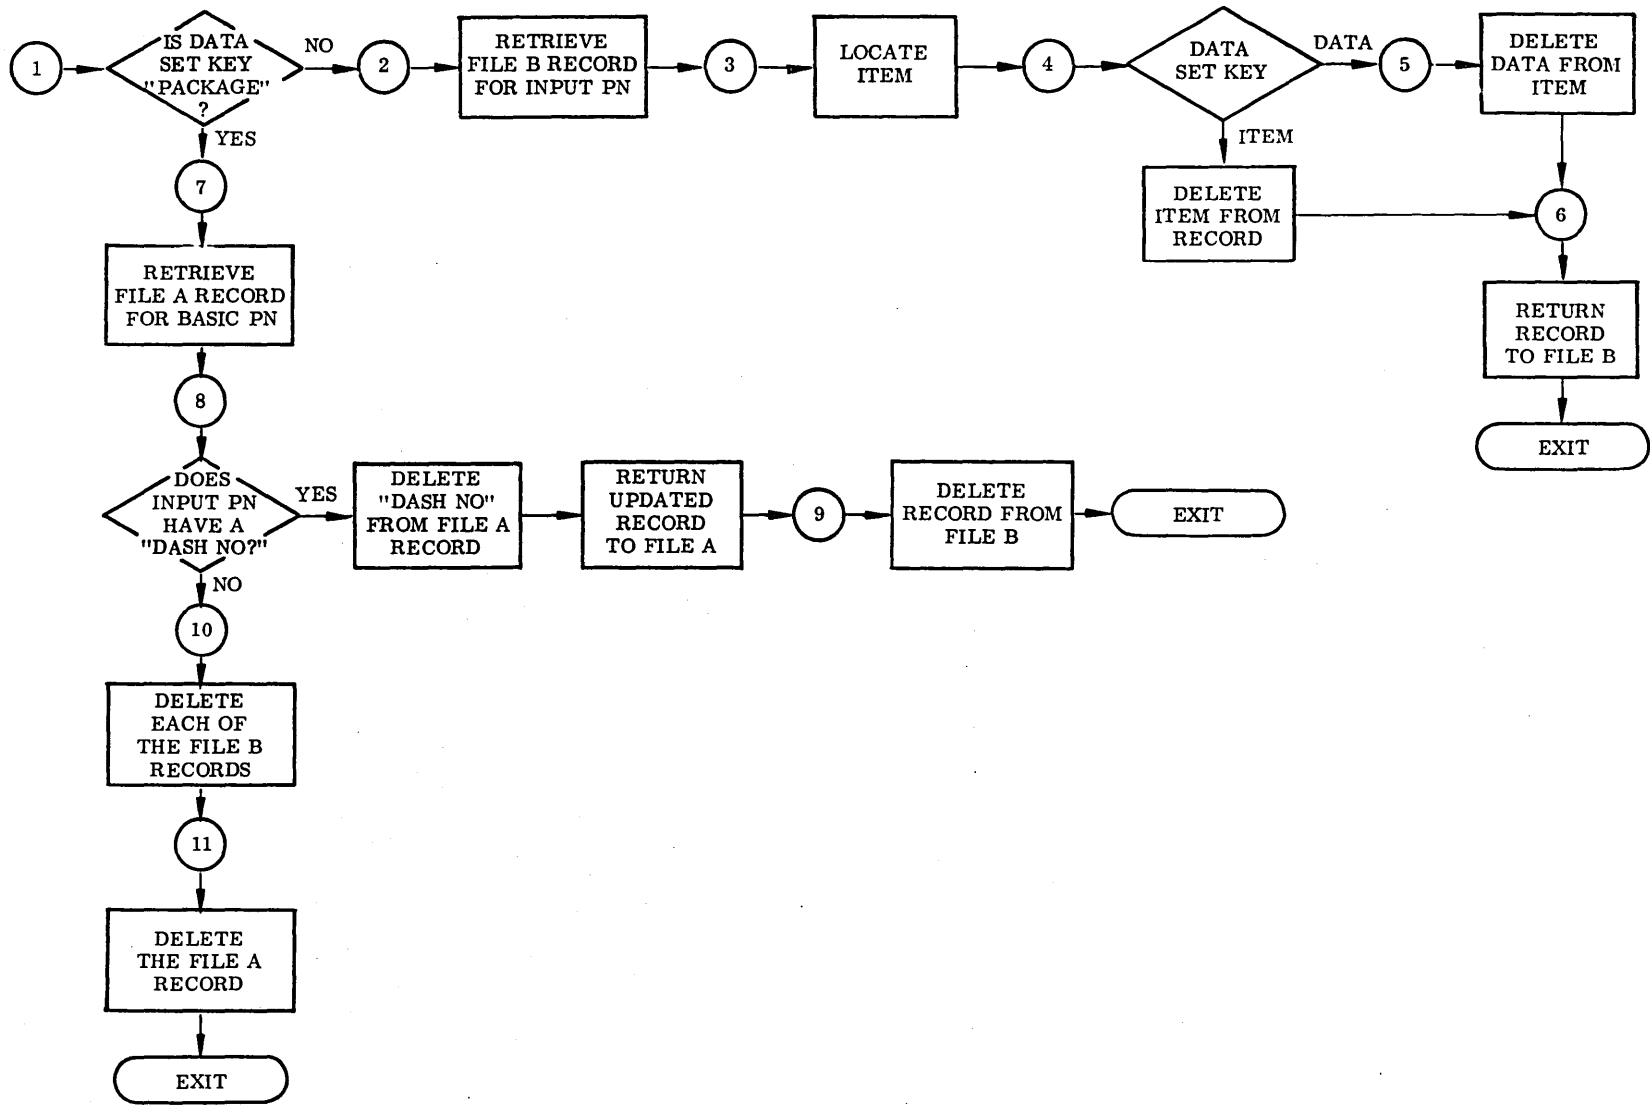 1
IS DATA
SET KEY
"PACKAGE"
?
NO
2
RETRIEVE
FILE B RECORD
FOR INPUT PN
3
LOCATE
ITEM
4
DATA
SET KEY
DATA
5
DELETE
DATA FROM
ITEM
YES
ITEM
7
DELETE
ITEM FROM
RECORD
6
RETRIEVE
FILE A RECORD
FOR BASIC PN
RETURN
RECORD
TO FILE B
EXIT
8
DOES
INPUT PN
HAVE A
"DASH NO?"
YES
DELETE
"DASH NO"
FROM FILE A
RECORD
RETURN
UPDATED
RECORD
TO FILE A
9
DELETE
RECORD FROM
FILE B
EXIT
NO
10
DELETE
EACH OF
THE FILE B
RECORDS
11
DELETE
THE FILE A
RECORD
EXIT